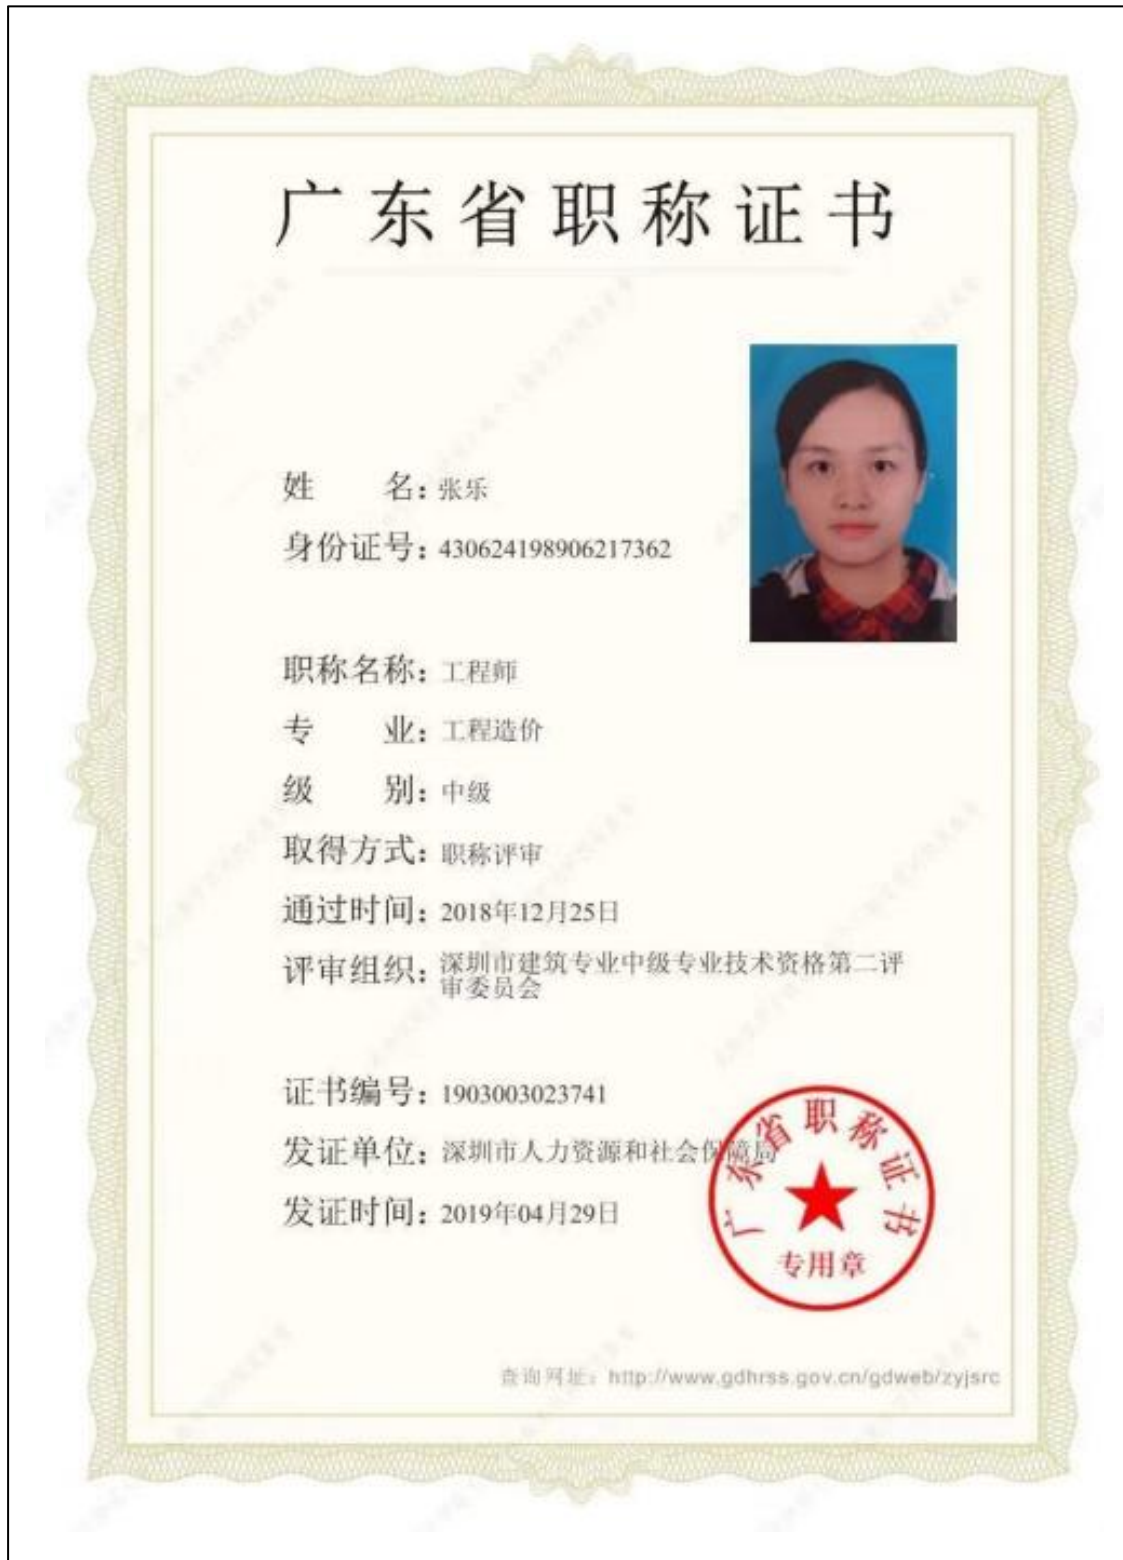 广东省职称证书
姓 名：张乐
身份证号：430624198906217362
职称名称：工程师
专 业：工程造价
级 别：中级
取得方式：职称评审
通过时间：2018年12月25日
评审组织：深圳市建筑专业中级专业技术资格第二评
审委员会
证书编号：1903003023741
发证单位：深圳市人力资源和社会保障局
发证时间：2019年04月29日
广东省职称证书
专用章
查询网址：http://www.gdhrss.gov.cn/gdweb/zyjsrc